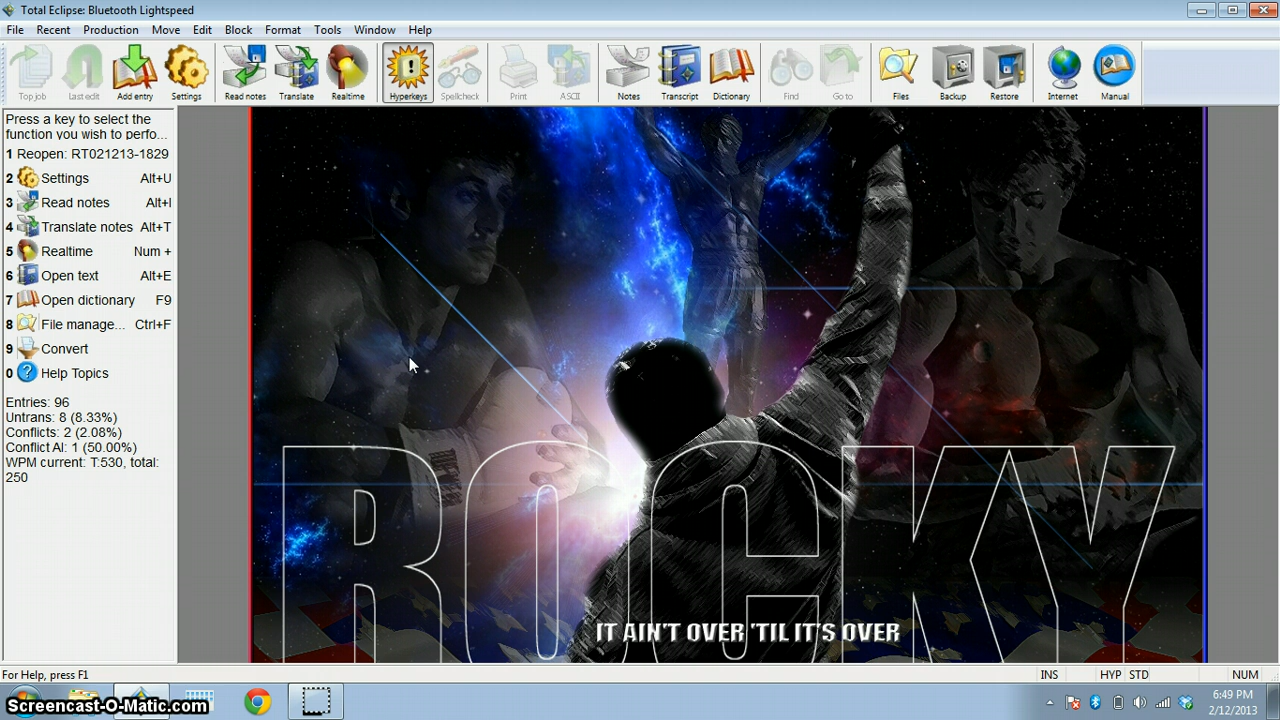 Total Eclipse: Bluetooth Lightspeed
File Recent Production Move Edit Block Format Tools Window Help
Top job Last edit Add entry Settings Read notes Translate Realtime Hyperkeys Spellcheck Print ASCII Notes Transcript Dictionary Find Go to Files Backup Restore Internet Manual
Press a key to select the
function you wish to perfo...
1 Reopen: RT021213-1829
2 Settings Alt+U
3 Read notes Alt+I
4 Translate notes Alt+T
5 Realtime Num +
6 Open text Alt+E
7 Open dictionary F9
8 File manage... Ctrl+F
9 Convert
0 Help Topics
Entries: 96
Untrans: 8 (8.33%)
Conflicts: 2 (2.08%)
Conflict AI: 1 (50.00%)
WPM current: T:530, total:
250
ROCKY
IT AIN'T OVER 'TIL IT'S OVER
For Help, press F1
INS HYP STD NUM
Screencast-O-Matic.com
6:49 PM
2/12/2013